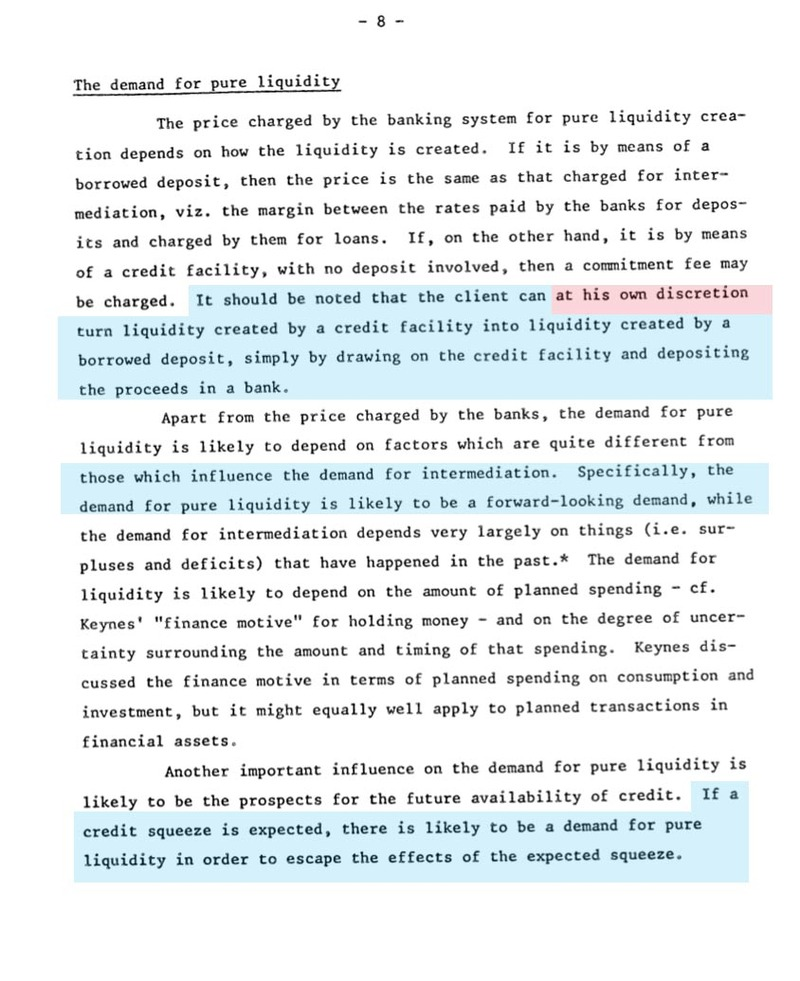 - 8 -
The demand for pure liquidity
The price charged by the banking system for pure liquidity crea-
tion depends on how the liquidity is created. If it is by means of a
borrowed deposit, then the price is the same as that charged for inter-
mediation, viz. the margin between the rates paid by the banks for depos-
its and charged by them for loans. If, on the other hand, it is by means
of a credit facility, with no deposit involved, then a commitment fee may
be charged. It should be noted that the client can at his own discretion
turn liquidity created by a credit facility into liquidity created by a
borrowed deposit, simply by drawing on the credit facility and depositing
the proceeds in a bank.
Apart from the price charged by the banks, the demand for pure
liquidity is likely to depend on factors which are quite different from
those which influence the demand for intermediation. Specifically, the
demand for pure liquidity is likely to be a forward-looking demand, while
the demand for intermediation depends very largely on things (i.e. sur-
pluses and deficits) that have happened in the past.* The demand for
liquidity is likely to depend on the amount of planned spending - cf.
Keynes' "finance motive" for holding money - and on the degree of uncer-
tainty surrounding the amount and timing of that spending. Keynes dis-
cussed the finance motive in terms of planned spending on consumption and
investment, but it might equally well apply to planned transactions in
financial assets.
Another important influence on the demand for pure liquidity is
likely to be the prospects for the future availability of credit. If a
credit squeeze is expected, there is likely to be a demand for pure
liquidity in order to escape the effects of the expected squeeze.